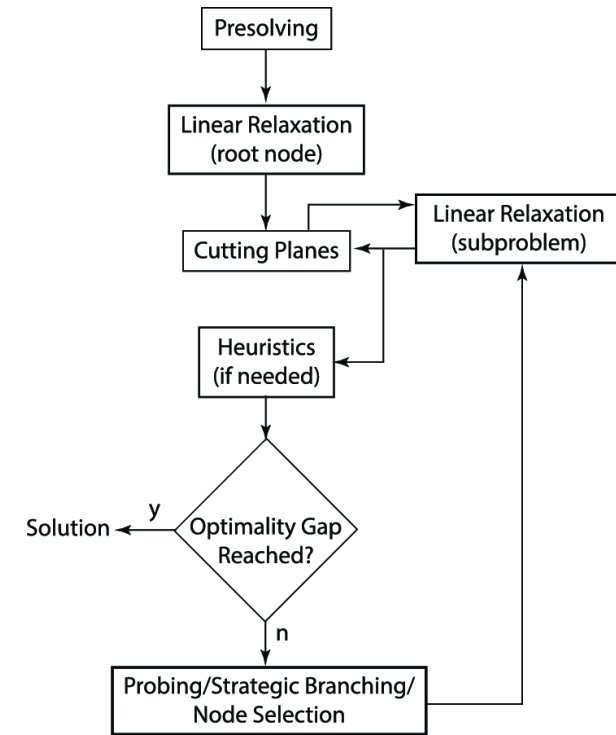 Presolving
Linear Relaxation
(root node)
Linear Relaxation
(subproblem)
Cutting Planes
Heuristics
(if needed)
y
Solution
Optimality Gap
Reached?
n
Probing/Strategic Branching/
Node Selection